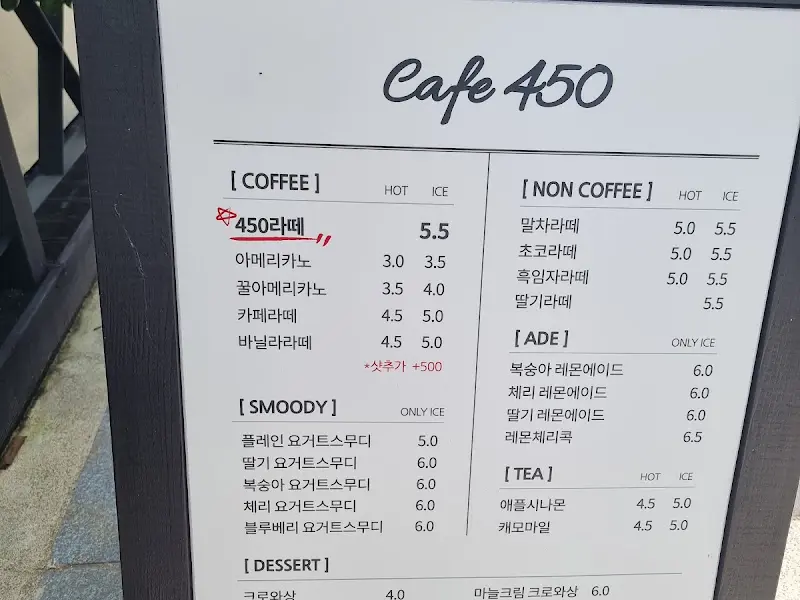 Cafe 450
[ COFFEE ] HOT ICE
450라떼 5.5
아메리카노 3.0 3.5
꿀아메리카노 3.5 4.0
카페라떼 4.5 5.0
바닐라라떼 4.5 5.0
*샷추가 +500
[ SMOODY ] ONLY ICE
플레인 요거트스무디 5.0
딸기 요거트스무디 6.0
복숭아 요거트스무디 6.0
체리 요거트스무디 6.0
블루베리 요거트스무디 6.0
[ NON COFFEE ] HOT ICE
말차라떼 5.0 5.5
초코라떼 5.0 5.5
흑임자라떼 5.0 5.5
딸기라떼 5.5
[ ADE ] ONLY ICE
복숭아 레몬에이드 6.0
체리 레몬에이드 6.0
딸기 레몬에이드 6.0
레몬체리콕 6.5
[ TEA ] HOT ICE
애플시나몬 4.5 5.0
캐모마일 4.5 5.0
[ DESSERT ]
크로와상 4.0 마늘크림 크로와상 6.0